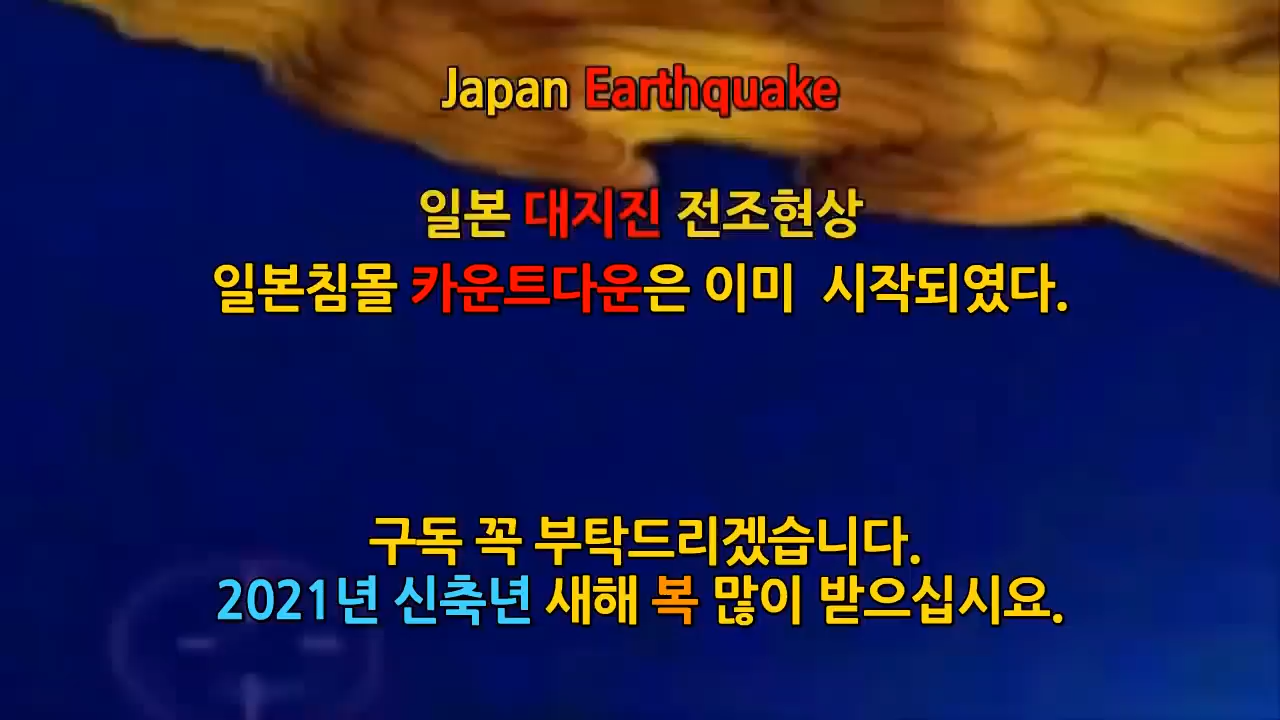 Japan Earthquake
일본 대지진 전조현상
일본침몰 카운트다운은 이미 시작되였다.
구독 꼭 부탁드리겠습니다.
2021년 신축년 새해 복 많이 받으십시요.